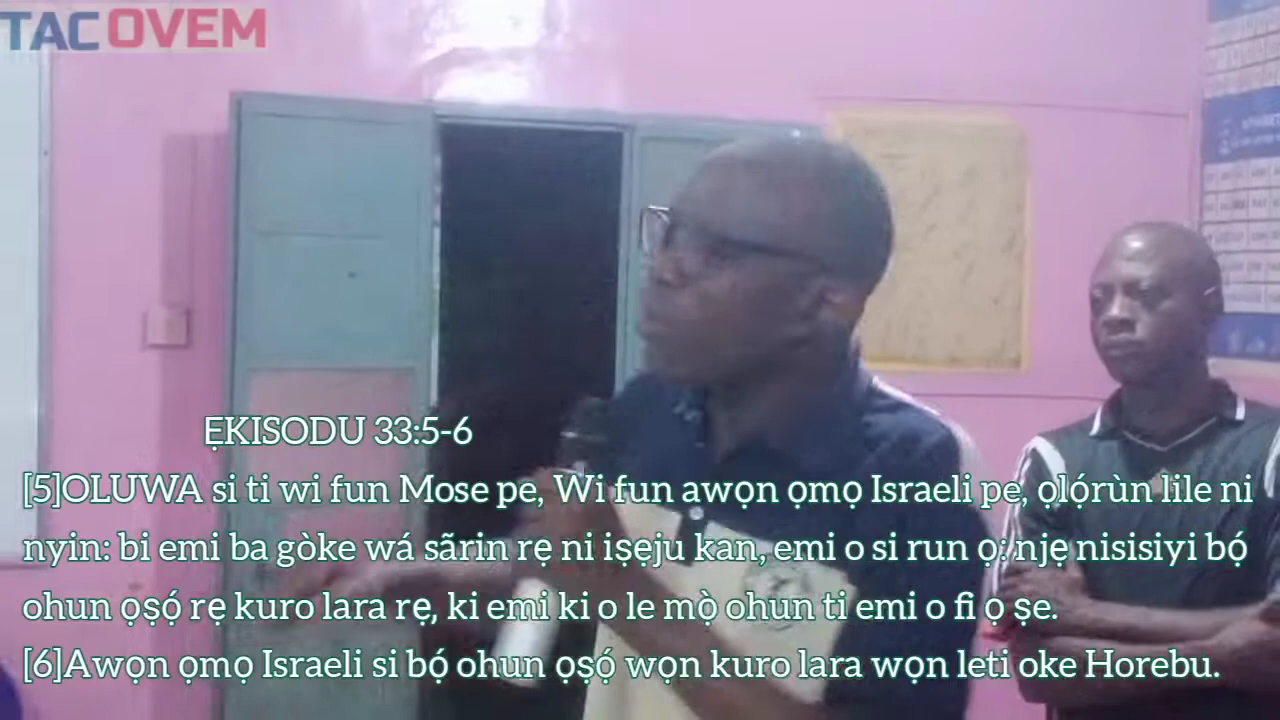 TAC OVEM
ẸKISODU 33:5-6
[5]OLUWA si ti wi fun Mose pe, Wi fun awọn ọmọ Israeli pe, ọlọ́rùn lile ni
nyin: bi emi ba gòke wá sãrin rẹ ni iṣẹju kan, emi o si run ọ: njẹ nisisiyi bọ́
ohun ọṣọ́ rẹ kuro lara rẹ, ki emi ki o le mọ̀ ohun ti emi o fi ọ ṣe.
[6]Awọn ọmọ Israeli si bọ́ ohun ọṣọ́ wọn kuro lara wọn leti oke Horebu.